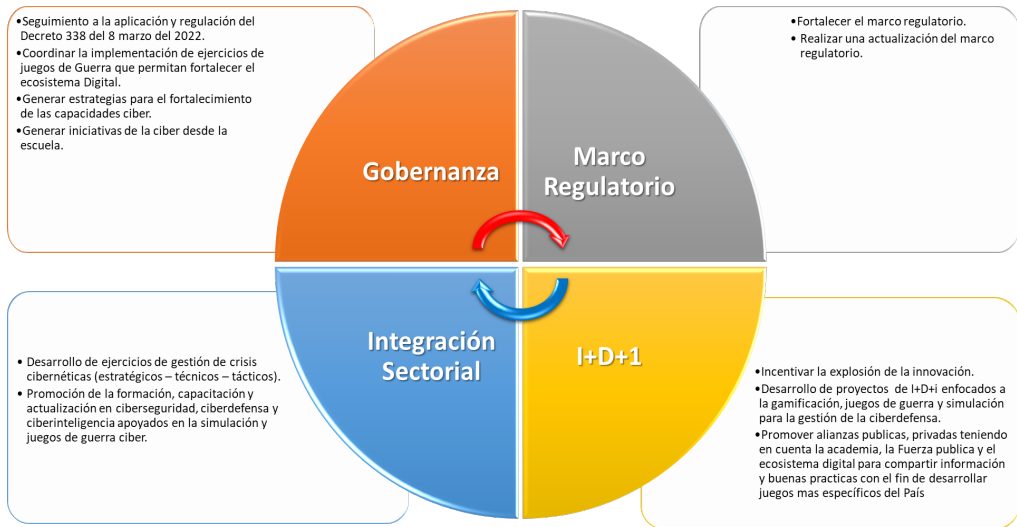 •Seguimiento a la aplicación y regulación del
Decreto 338 del 8 marzo del 2022.
•Coordinar la implementación de ejercicios de
juegos de Guerra que permitan fortalecer el
ecosistema Digital.
•Generar estrategias para el fortalecimiento
de las capacidades ciber.
•Generar iniciativas de la ciber desde la
escuela.
•Fortalecer el marco regulatorio.
• Realizar una actualización del marco
regulatorio.
Gobernanza
Marco
Regulatorio
Integración
Sectorial
I+D+1
• Desarrollo de ejercicios de gestión de crisis
cibernéticas (estratégicos – técnicos – tácticos).
• Promoción de la formación, capacitación y
actualización en ciberseguridad, ciberdefensa y
ciberinteligencia apoyados en la simulación y
juegos de guerra ciber.
•Incentivar la explosión de la innovación.
•Desarrollo de proyectos de I+D+i enfocados a
la gamificación, juegos de guerra y simulación
para la gestión de la ciberdefensa.
•Promover alianzas publicas, privadas teniendo
en cuenta la academia, la Fuerza publica y el
ecosistema digital para compartir información
y buenas practicas con el fin de desarrollar
juegos mas específicos del País